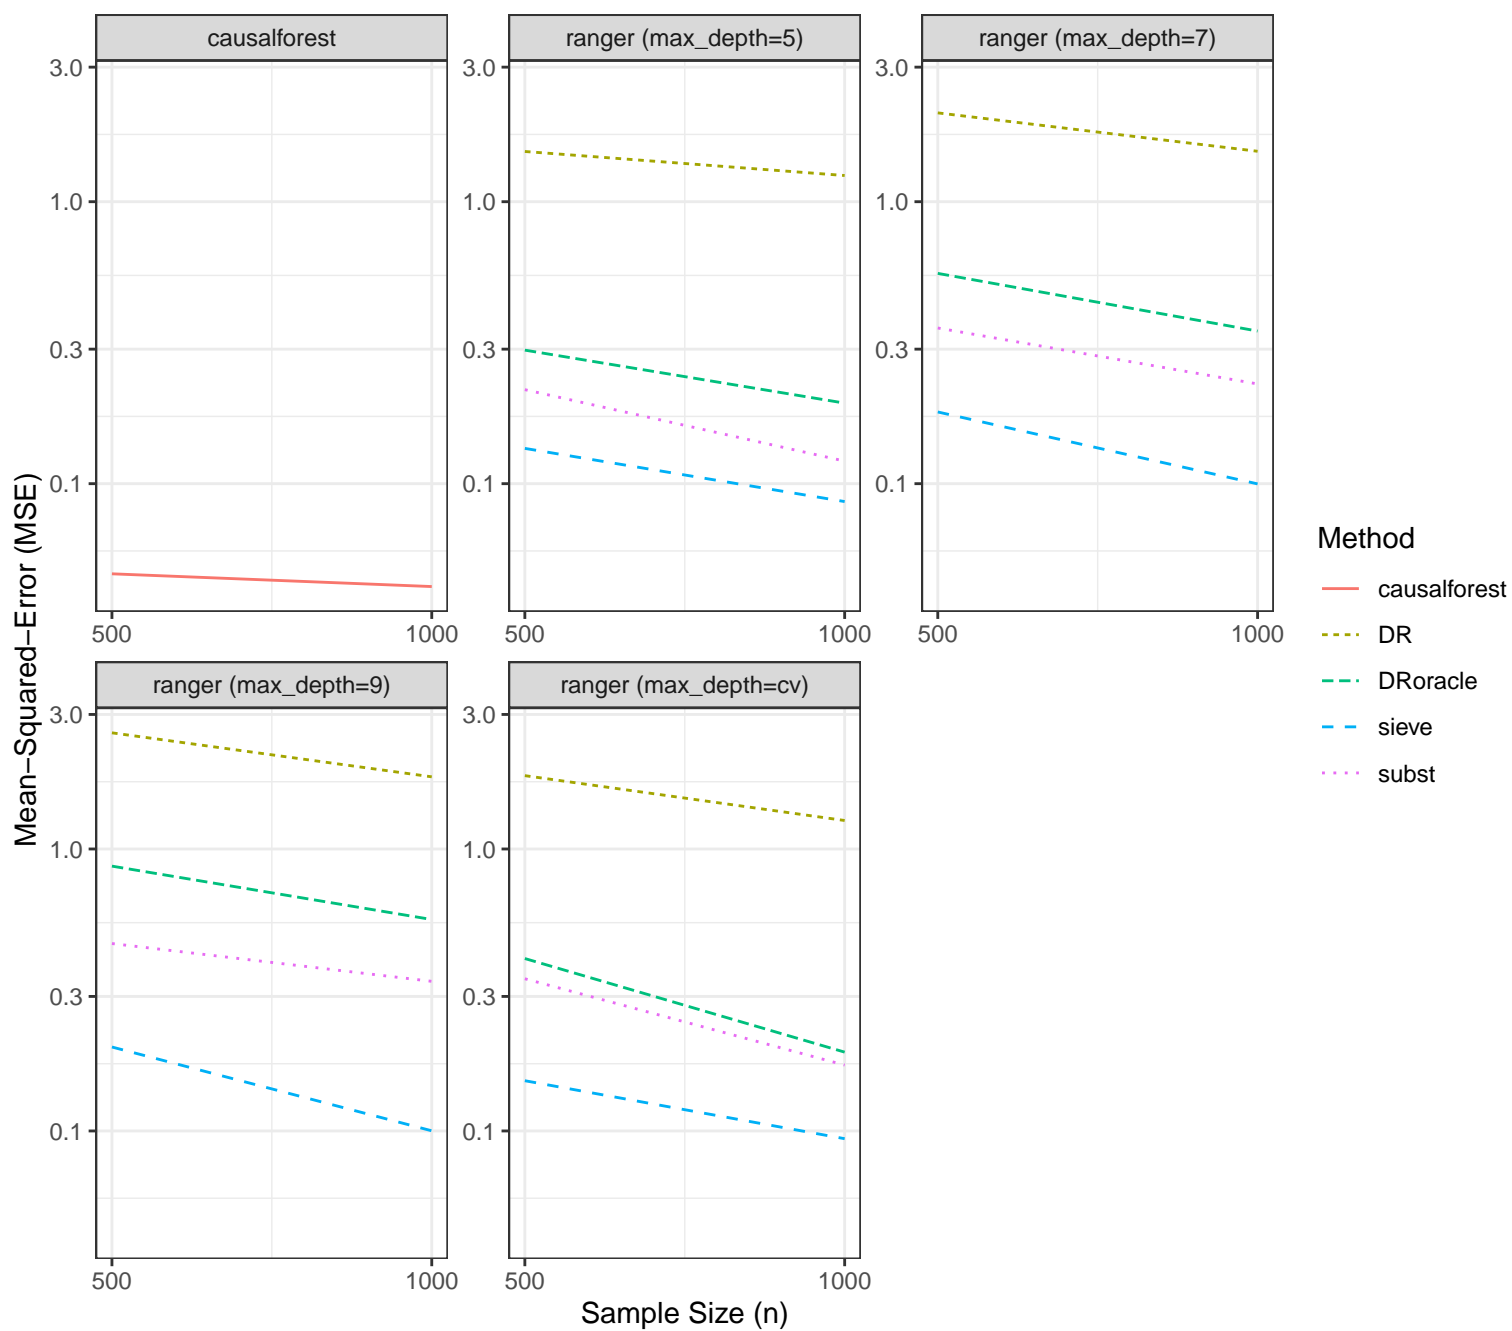 causalforest
ranger (max_depth=5)
ranger (max_depth=7)
3.0
1.0
0.3
0.1
500
1000
3.0
1.0
0.3
0.1
500
1000
3.0
1.0
0.3
0.1
500
1000
ranger (max_depth=9)
ranger (max_depth=cv)
3.0
1.0
0.3
0.1
500
1000
3.0
1.0
0.3
0.1
500
1000
Mean−Squared−Error (MSE)
Sample Size (n)
Method
causalforest
DR
DRoracle
sieve
subst